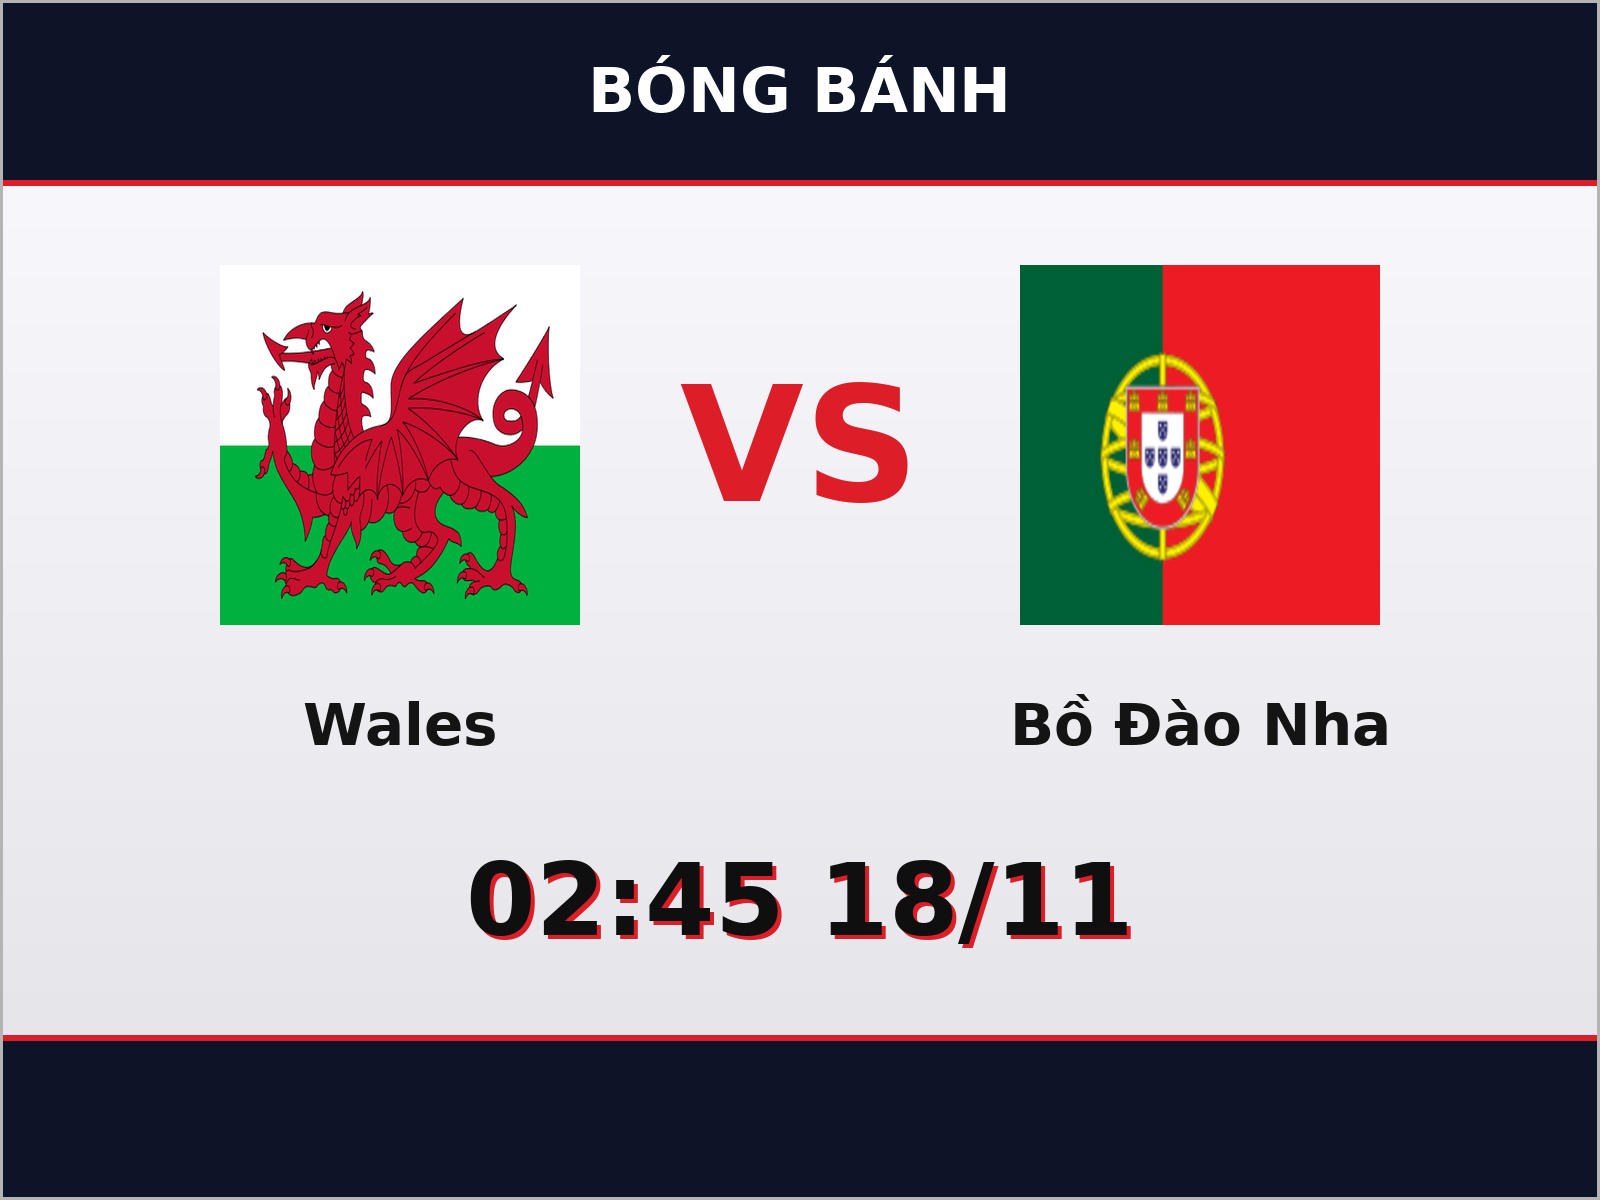 BÓNG BÁNH
VS
Wales
Bồ Đào Nha
02:45 18/11